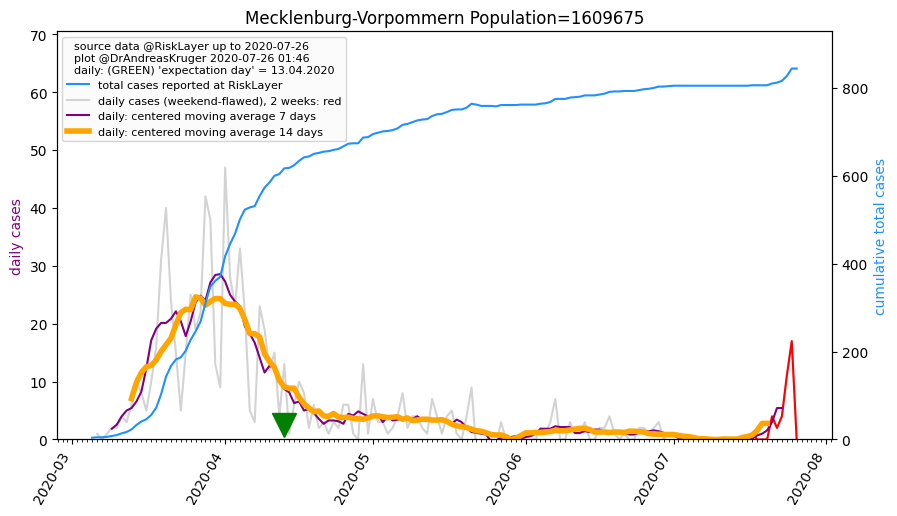 Mecklenburg-Vorpommern Population=1609675
source data @RiskLayer up to 2020-07-26
plot @DrAndreasKruger 2020-07-26 01:46
daily: (GREEN) 'expectation day' = 13.04.2020
total cases reported at RiskLayer
daily cases (weekend-flawed), 2 weeks: red
daily: centered moving average 7 days
daily: centered moving average 14 days
daily cases
70
60
50
40
30
20
10
0
cumulative total cases
800
600
400
200
0
2020-03
2020-04
2020-05
2020-06
2020-07
2020-08